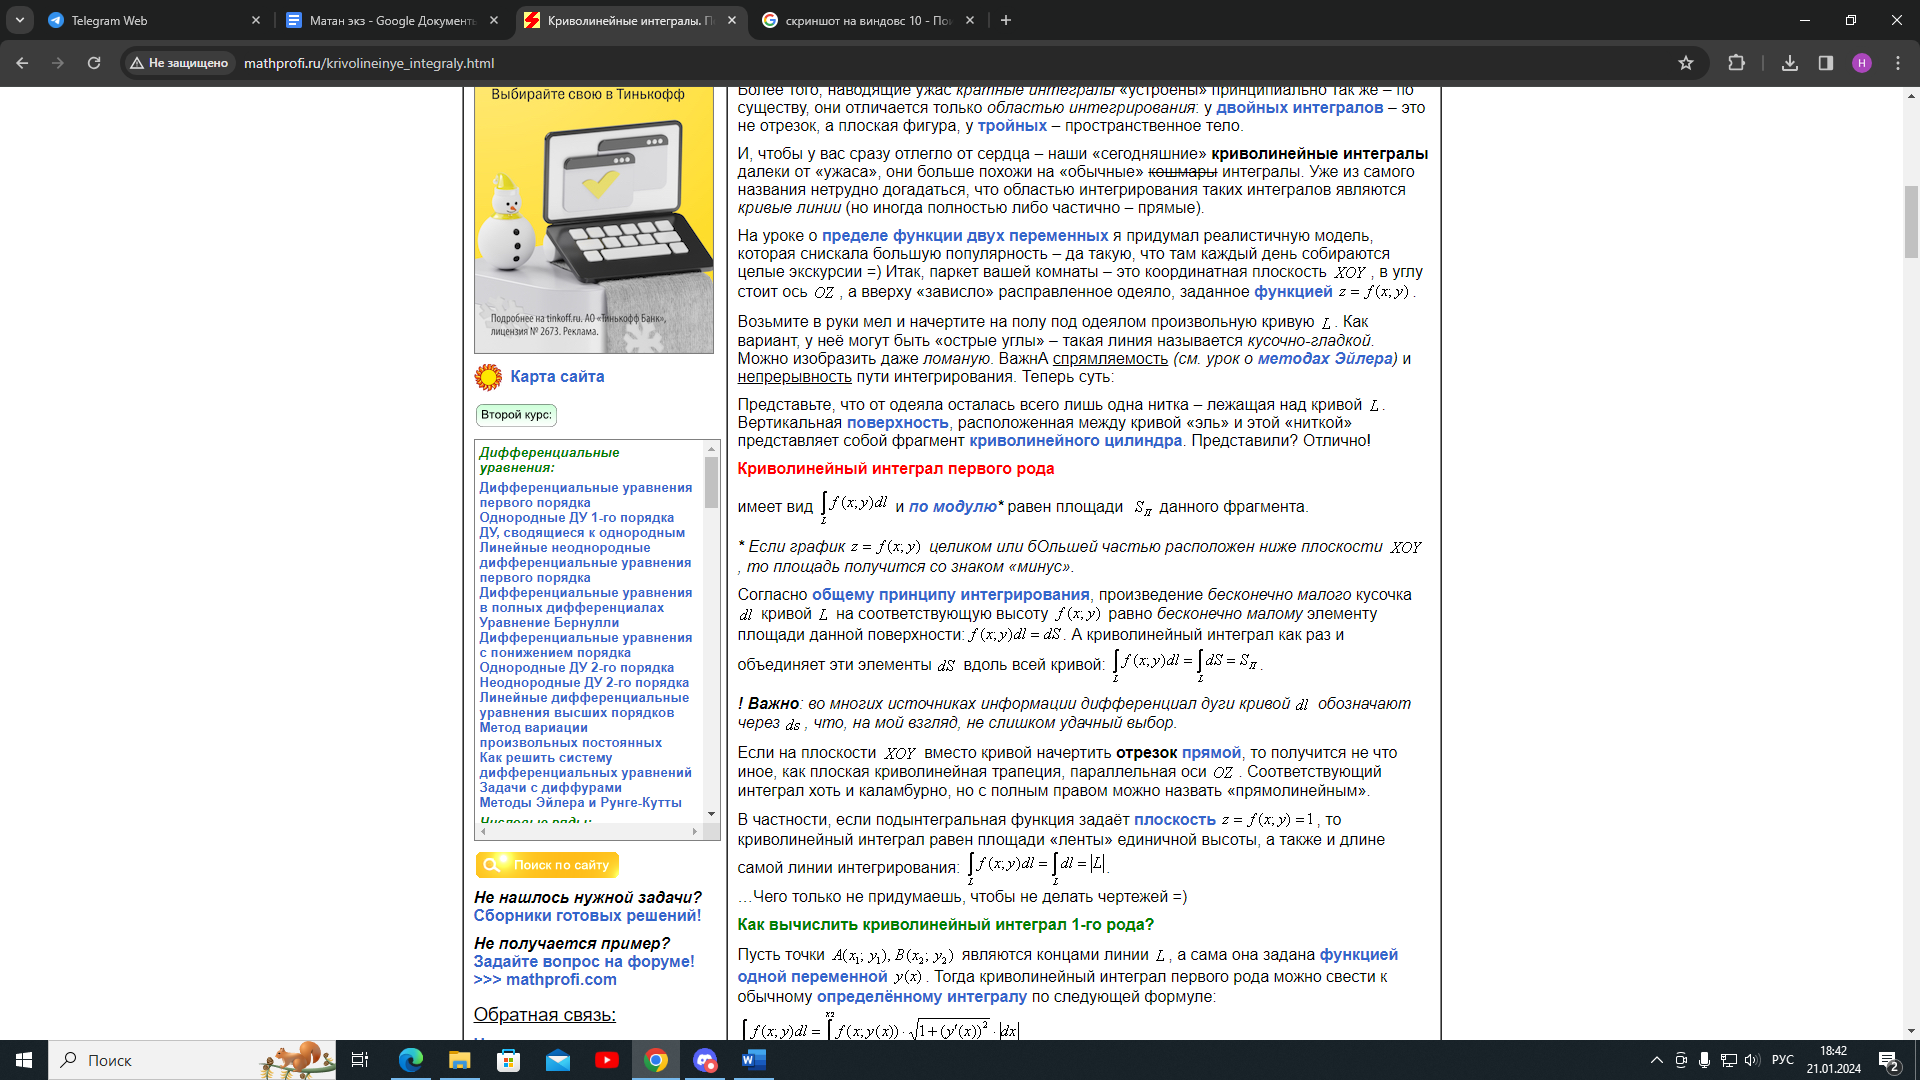 Telegram Web
Матан экз - Google Документы
Криволинейные интегралы. П
скриншот на виндовс 10 - Пои
Не защищено
mathprofi.ru/krivolineinye_integraly.html
H
Выбирайте свою в Тинькофф
Подробнее на tinkoff.ru. АО «Тинькофф Банк»,
лицензия № 2673. Реклама.
Карта сайта
Второй курс:
Дифференциальные
уравнения:
Дифференциальные уравнения
первого порядка
Однородные ДУ 1-го порядка
ДУ, сводящиеся к однородным
Линейные неоднородные
дифференциальные уравнения
первого порядка
Дифференциальные уравнения
в полных дифференциалах
Уравнение Бернулли
Дифференциальные уравнения
с понижением порядка
Однородные ДУ 2-го порядка
Неоднородные ДУ 2-го порядка
Линейные дифференциальные
уравнения высших порядков
Метод вариации
произвольных постоянных
Как решить систему
дифференциальных уравнений
Задачи с диффурами
Методы Эйлера и Рунге-Кутты
Числовые ряды:
Поиск по сайту
Не нашлось нужной задачи?
Сборники готовых решений!
Не получается пример?
Задайте вопрос на форуме!
>>> mathprofi.com
Обратная связь:
Более того, наводящие ужас кратные интегралы «устроены» принципиально так же – по
существу, они отличается только областью интегрирования: у двойных интегралов – это
не отрезок, а плоская фигура, у тройных – пространственное тело.
И, чтобы у вас сразу отлегло от сердца – наши «сегодняшние» криволинейные интегралы
далеки от «ужаса», они больше похожи на «обычные» кошмары интегралы. Уже из самого
названия нетрудно догадаться, что областью интегрирования таких интегралов являются
кривые линии (но иногда полностью либо частично – прямые).
На уроке о пределе функции двух переменных я придумал реалистичную модель,
которая снискала большую популярность – да такую, что там каждый день собираются
целые экскурсии =) Итак, паркет вашей комнаты – это координатная плоскость XOY , в углу
стоит ось OZ , а вверху «зависло» расправленное одеяло, заданное функцией z = f(x; y) .
Возьмите в руки мел и начертите на полу под одеялом произвольную кривую L . Как
вариант, у неё могут быть «острые углы» – такая линия называется кусочно-гладкой.
Можно изобразить даже ломаную. ВажнА спрямляемость (см. урок о методах Эйлера) и
непрерывность пути интегрирования. Теперь суть:
Представьте, что от одеяла осталась всего лишь одна нитка – лежащая над кривой L .
Вертикальная поверхность, расположенная между кривой «эль» и этой «ниткой»
представляет собой фрагмент криволинейного цилиндра. Представили? Отлично!
Криволинейный интеграл первого рода
имеет вид ∫L f(x; y)dl и по модулю* равен площади SП данного фрагмента.
* Если график z = f(x; y) целиком или бОльшей частью расположен ниже плоскости XOY
, то площадь получится со знаком «минус».
Согласно общему принципу интегрирования, произведение бесконечно малого кусочка
dl кривой L на соответствующую высоту f(x; y) равно бесконечно малому элементу
площади данной поверхности: f(x; y)dl = dS . А криволинейный интеграл как раз и
объединяет эти элементы dS вдоль всей кривой: ∫L f(x; y)dl = ∫L dS = SП .
! Важно: во многих источниках информации дифференциал дуги кривой dl обозначают
через ds , что, на мой взгляд, не слишком удачный выбор.
Если на плоскости XOY вместо кривой начертить отрезок прямой, то получится не что
иное, как плоская криволинейная трапеция, параллельная оси OZ . Соответствующий
интеграл хоть и каламбурно, но с полным правом можно назвать «прямолинейным».
В частности, если подынтегральная функция задаёт плоскость z = f(x; y) = 1 , то
криволинейный интеграл равен площади «ленты» единичной высоты, а также и длине
самой линии интегрирования: ∫L f(x; y)dl = ∫L dl = |L| .
…Чего только не придумаешь, чтобы не делать чертежей =)
Как вычислить криволинейный интеграл 1-го рода?
Пусть точки A(x₁; y₁), B(x₂; y₂) являются концами линии L , а сама она задана функцией
одной переменной y(x) . Тогда криволинейный интеграл первого рода можно свести к
обычному определённому интегралу по следующей формуле:
∫ f(x; y)dl = ∫^x₂ f(x; y(x)) · √(1 + (y′(x))²) · |dx|
Поиск
W
РУС
18:42
21.01.2024
2